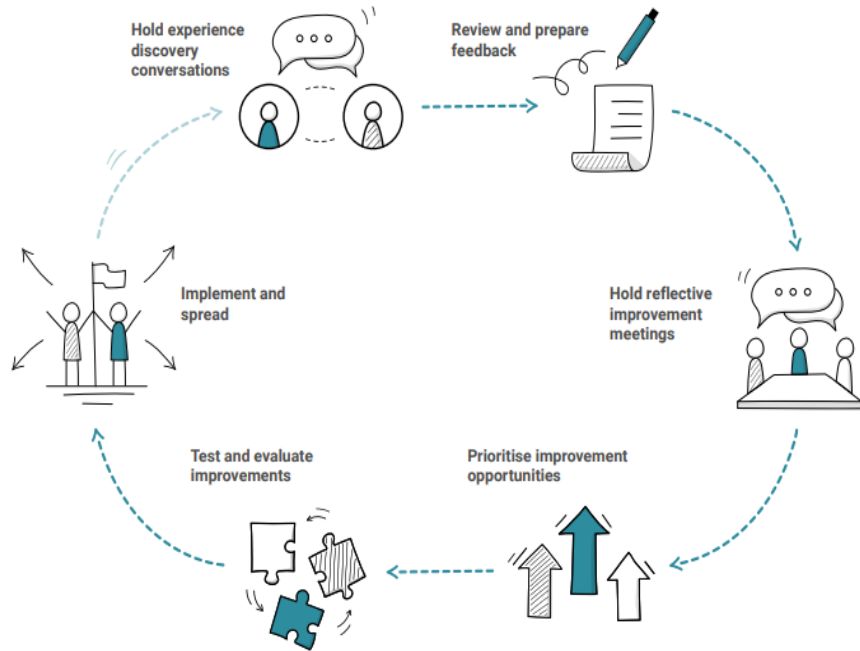 Hold experience
discovery
conversations
Review and prepare
feedback
Hold reflective
improvement
meetings
Prioritise improvement
opportunities
Test and evaluate
improvements
Implement and
spread